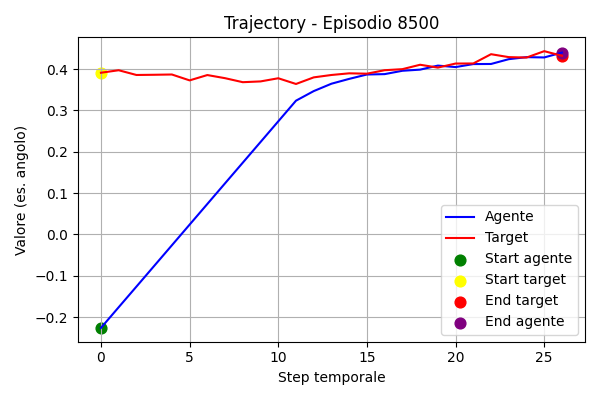 Trajectory - Episodio 8500
Valore (es. angolo)
0.4
0.3
0.2
0.1
0.0
−0.1
−0.2
0 5 10 15 20 25
Step temporale
Agente
Target
Start agente
Start target
End target
End agente